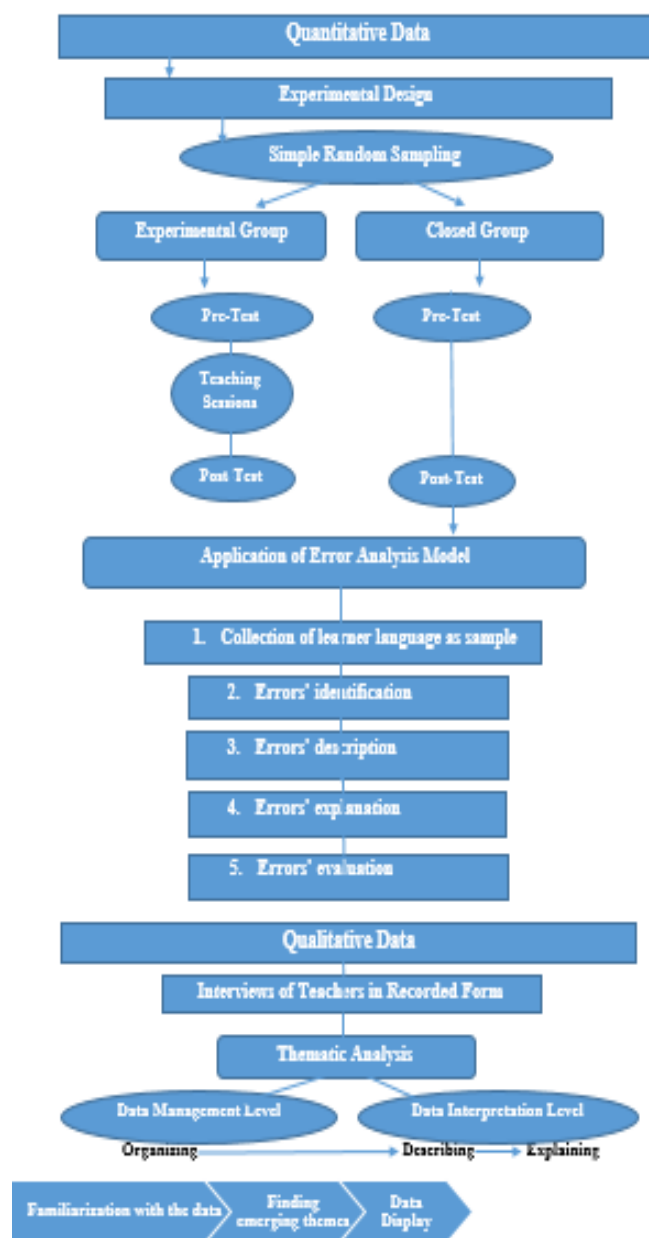 Quantitative Data
Experimental Design
Simple Random Sampling
Experimental Group
Closed Group
Pre-Test
Pre-Test
Teaching
Sessions
Post Test
Post-Test
Application of Error Analysis Model
1. Collection of learner language as sample
2. Errors' identification
3. Errors' description
4. Errors' explanation
5. Errors' evaluation
Qualitative Data
Interviews of Teachers in Recorded Form
Thematic Analysis
Data Management Level
Data Interpretation Level
Organizing
Describing
Explaining
Familiarization with the data
Finding
emerging themes
Data
Display